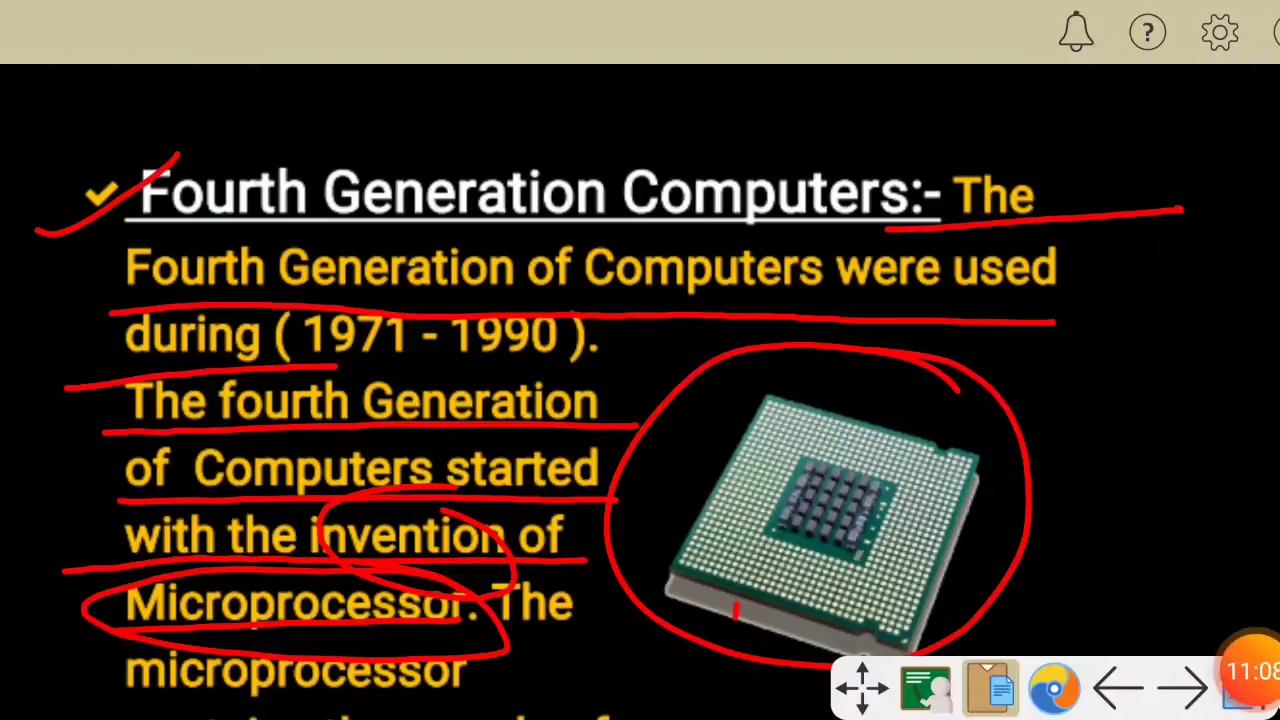 Fourth Generation Computers:- The
Fourth Generation of Computers were used
during ( 1971 - 1990 ).
The fourth Generation
of Computers started
with the invention of
Microprocessor. The
microprocessor
11:08